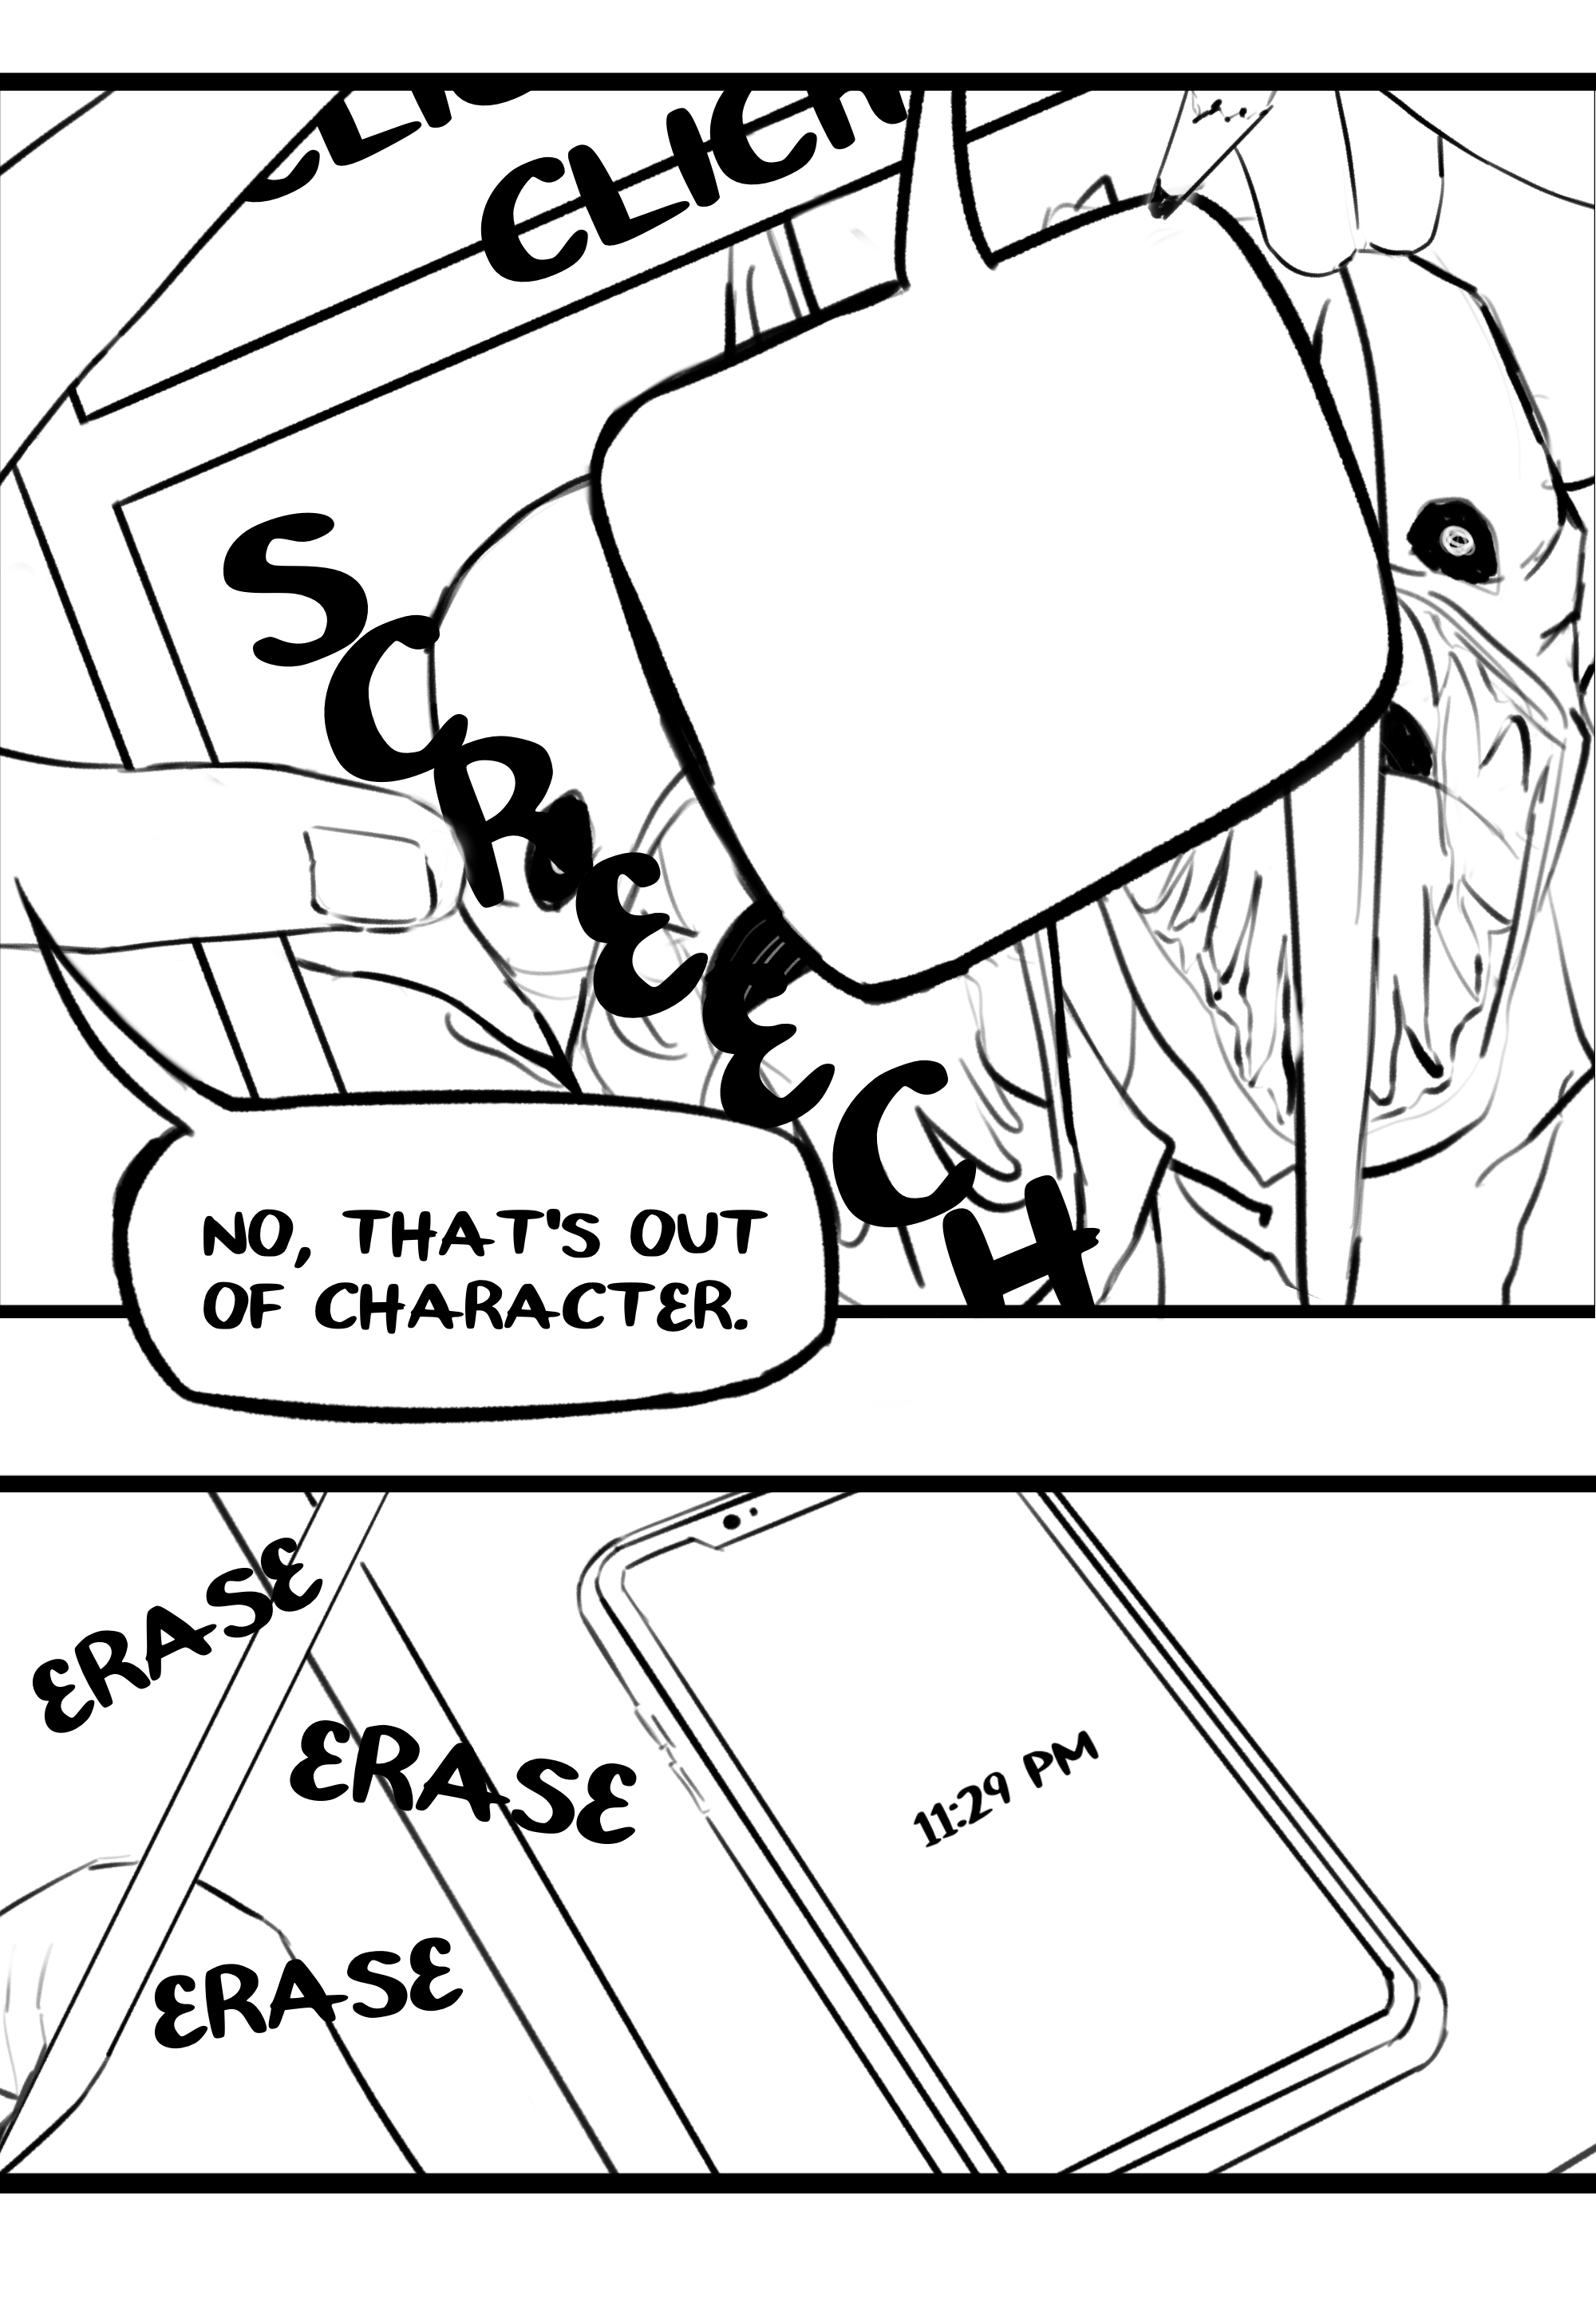 CLICK
SCREECH
NO, THAT'S OUT
OF CHARACTER.
ERASE
ERASE
11:29 PM
ERASE